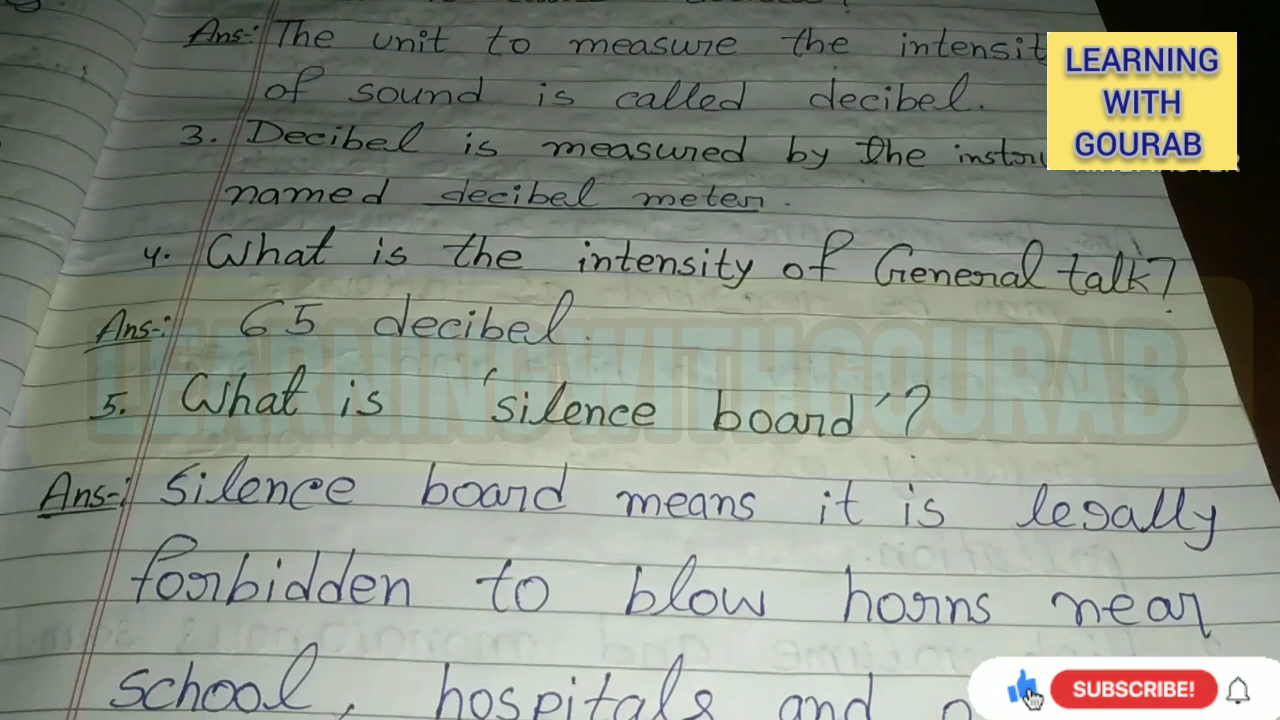 Ans-: The unit to measure the intensit
of sound is called decibel.
3. Decibel is measured by the instru
named decibel meter.
4. What is the intensity of General talk?
Ans-: 65 decibel.
5. What is 'silence board'?
Ans-: Silence board means it is legally
forbidden to blow horns near
school, hospitals and
LEARNING
WITH
GOURAB
LEARNINGWITHGOURAB
SUBSCRIBE!